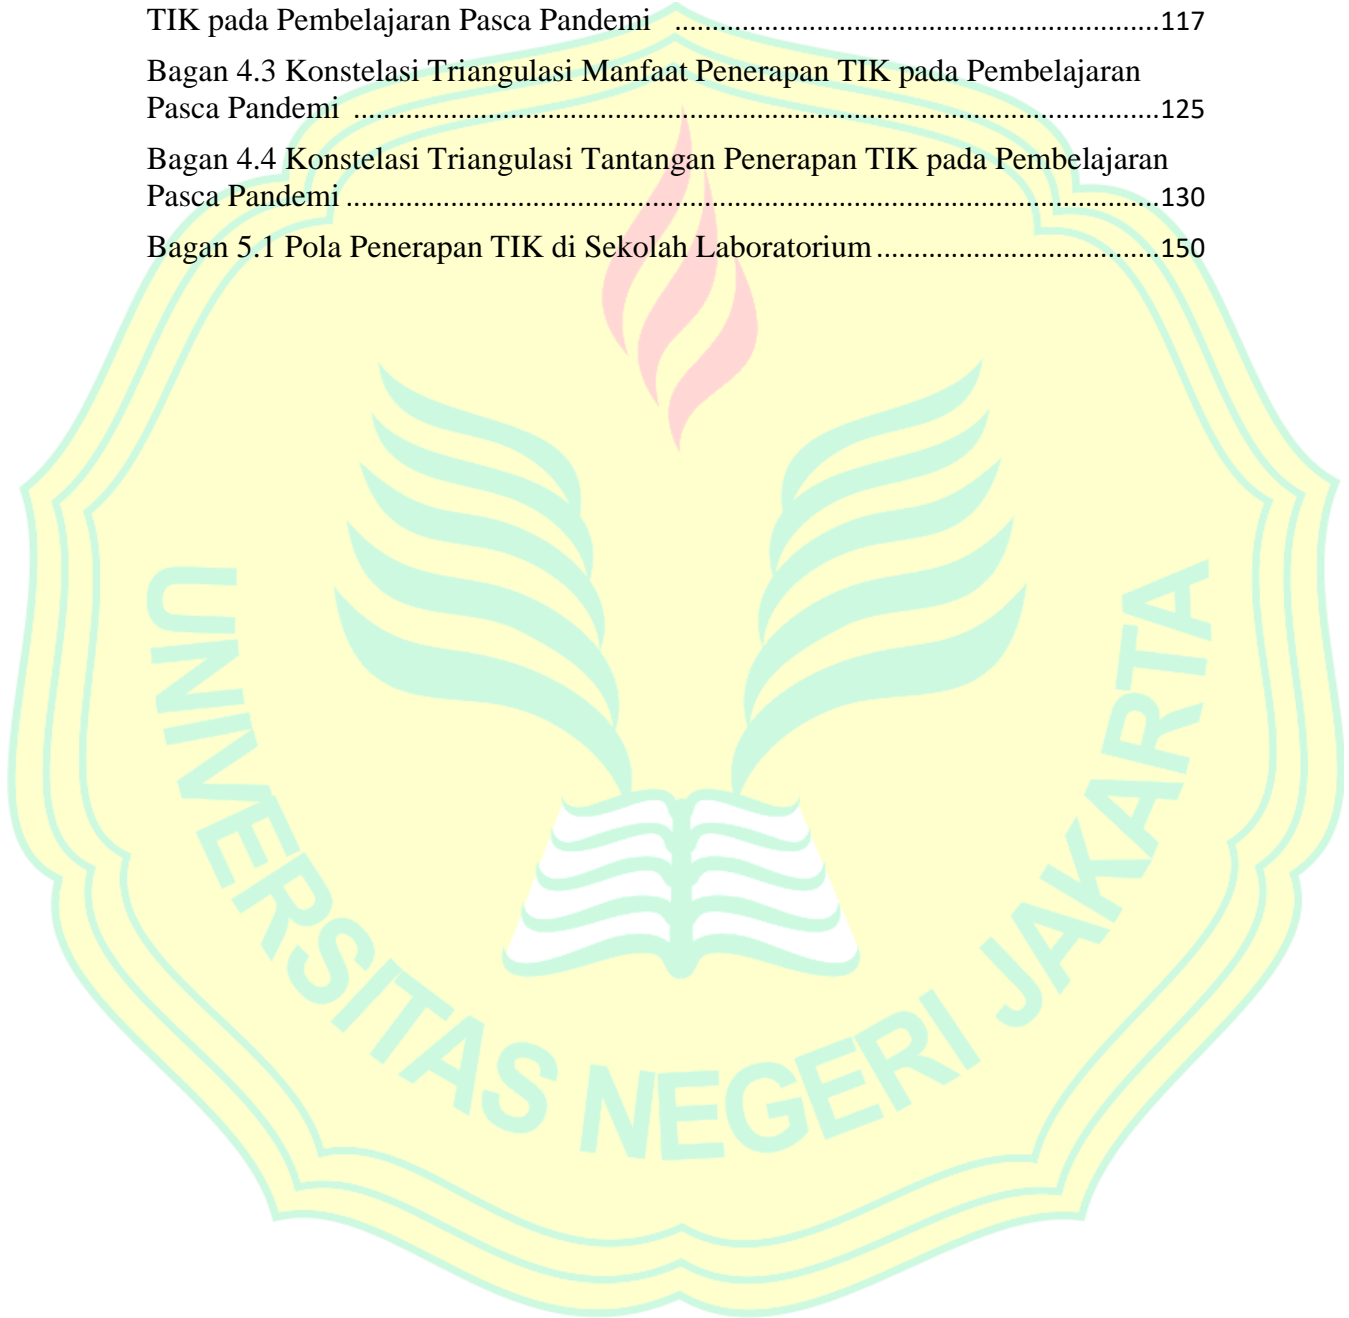 TIK pada Pembelajaran Pasca Pandemi ................................................................117
Bagan 4.3 Konstelasi Triangulasi Manfaat Penerapan TIK pada Pembelajaran
Pasca Pandemi ...........................................................................................................125
Bagan 4.4 Konstelasi Triangulasi Tantangan Penerapan TIK pada Pembelajaran
Pasca Pandemi ............................................................................................................130
Bagan 5.1 Pola Penerapan TIK di Sekolah Laboratorium .....................................150
UNIVERSITAS NEGERI JAKARTA